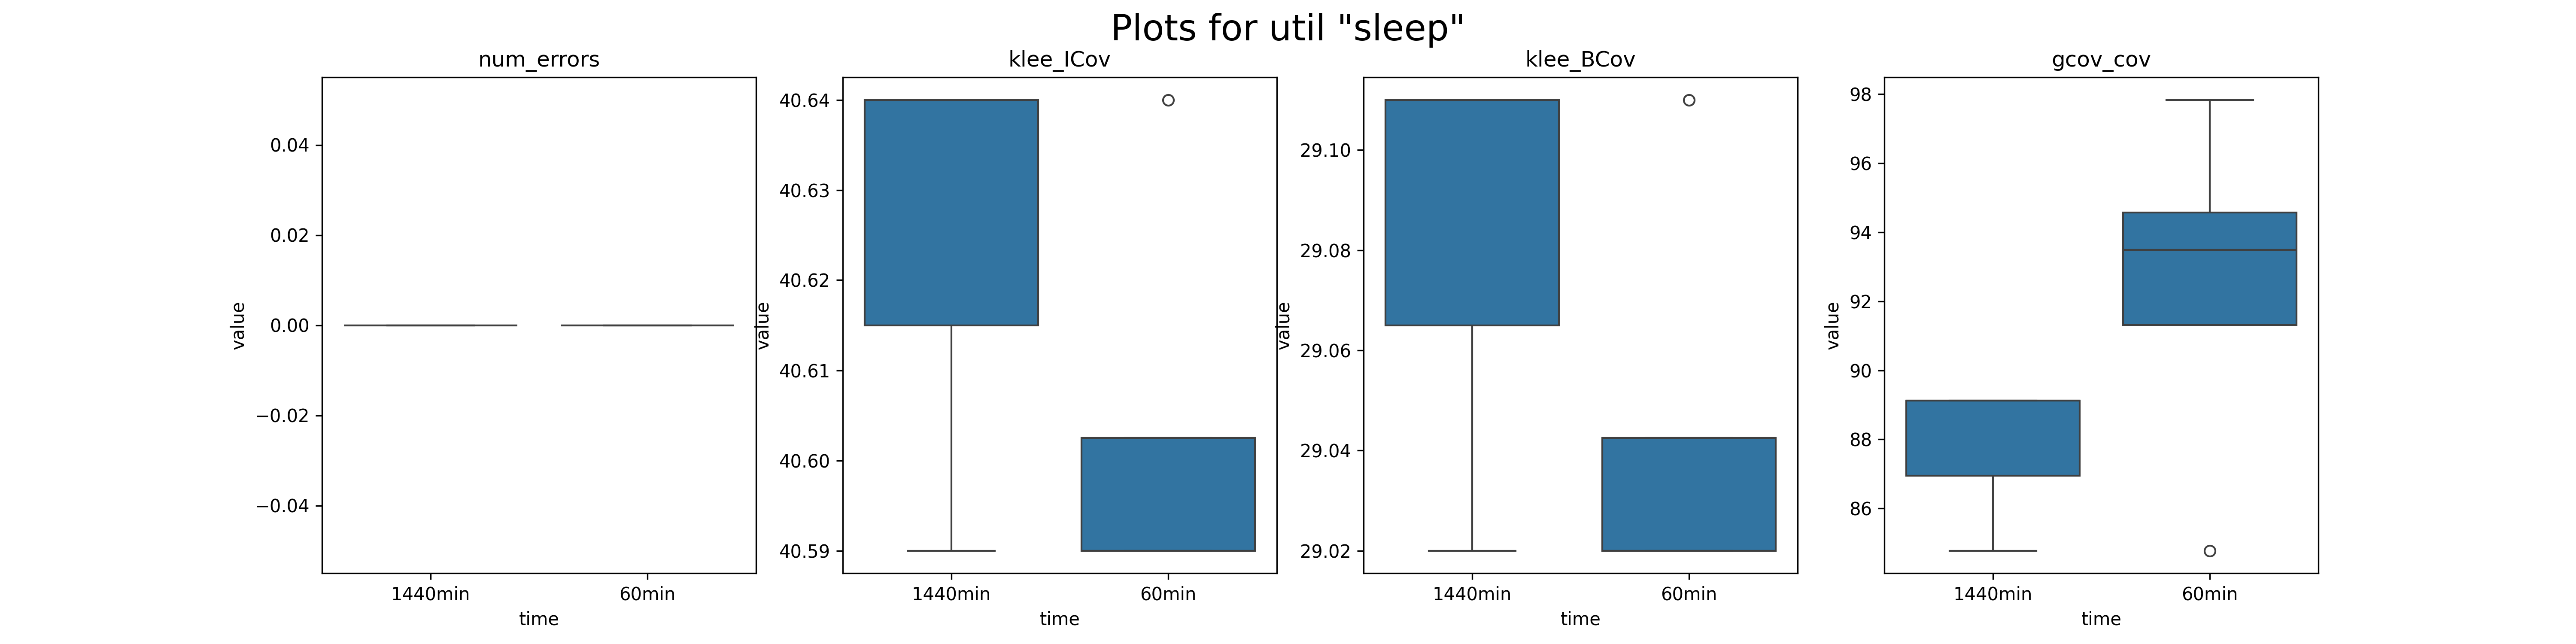 Plots for util "sleep"
num_errors
0.04
0.02
0.00
−0.02
−0.04
value
1440min
60min
time
klee_ICov
40.64
40.63
40.62
40.61
40.60
40.59
value
1440min
60min
time
klee_BCov
29.10
29.08
29.06
29.04
29.02
value
1440min
60min
time
gcov_cov
98
96
94
92
90
88
86
value
1440min
60min
time